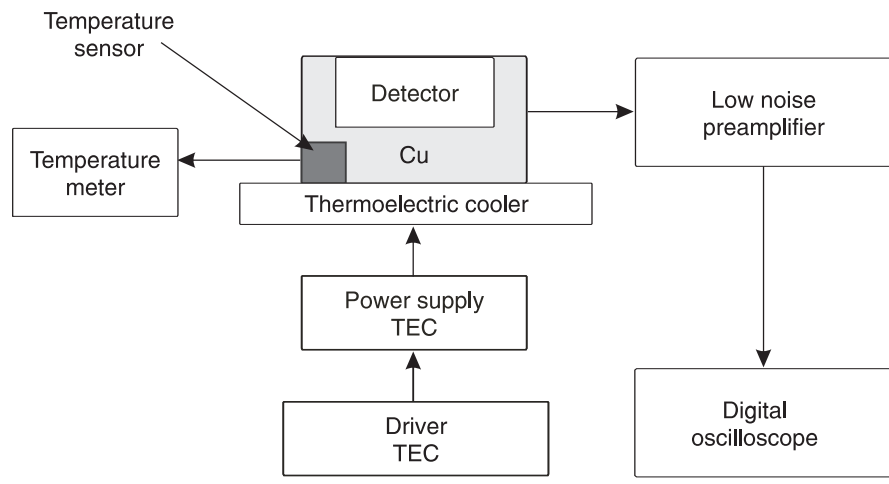 Temperature
sensor
Detector
Low noise
preamplifier
Temperature
meter
Cu
Thermoelectric cooler
Power supply
TEC
Driver
TEC
Digital
oscilloscope